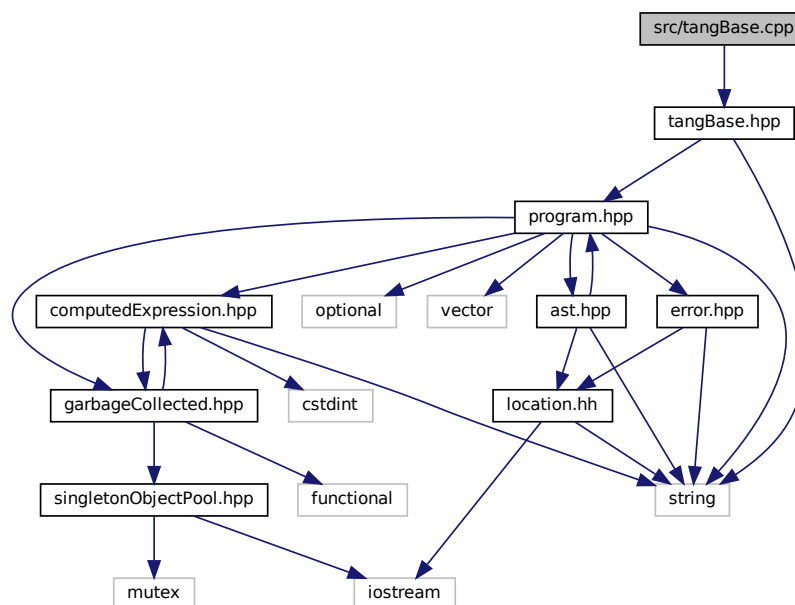 src/tangBase.cpp
tangBase.hpp
program.hpp
computedExpression.hpp
optional
vector
ast.hpp
error.hpp
garbageCollected.hpp
cstdint
location.hh
singletonObjectPool.hpp
functional
string
mutex
iostream